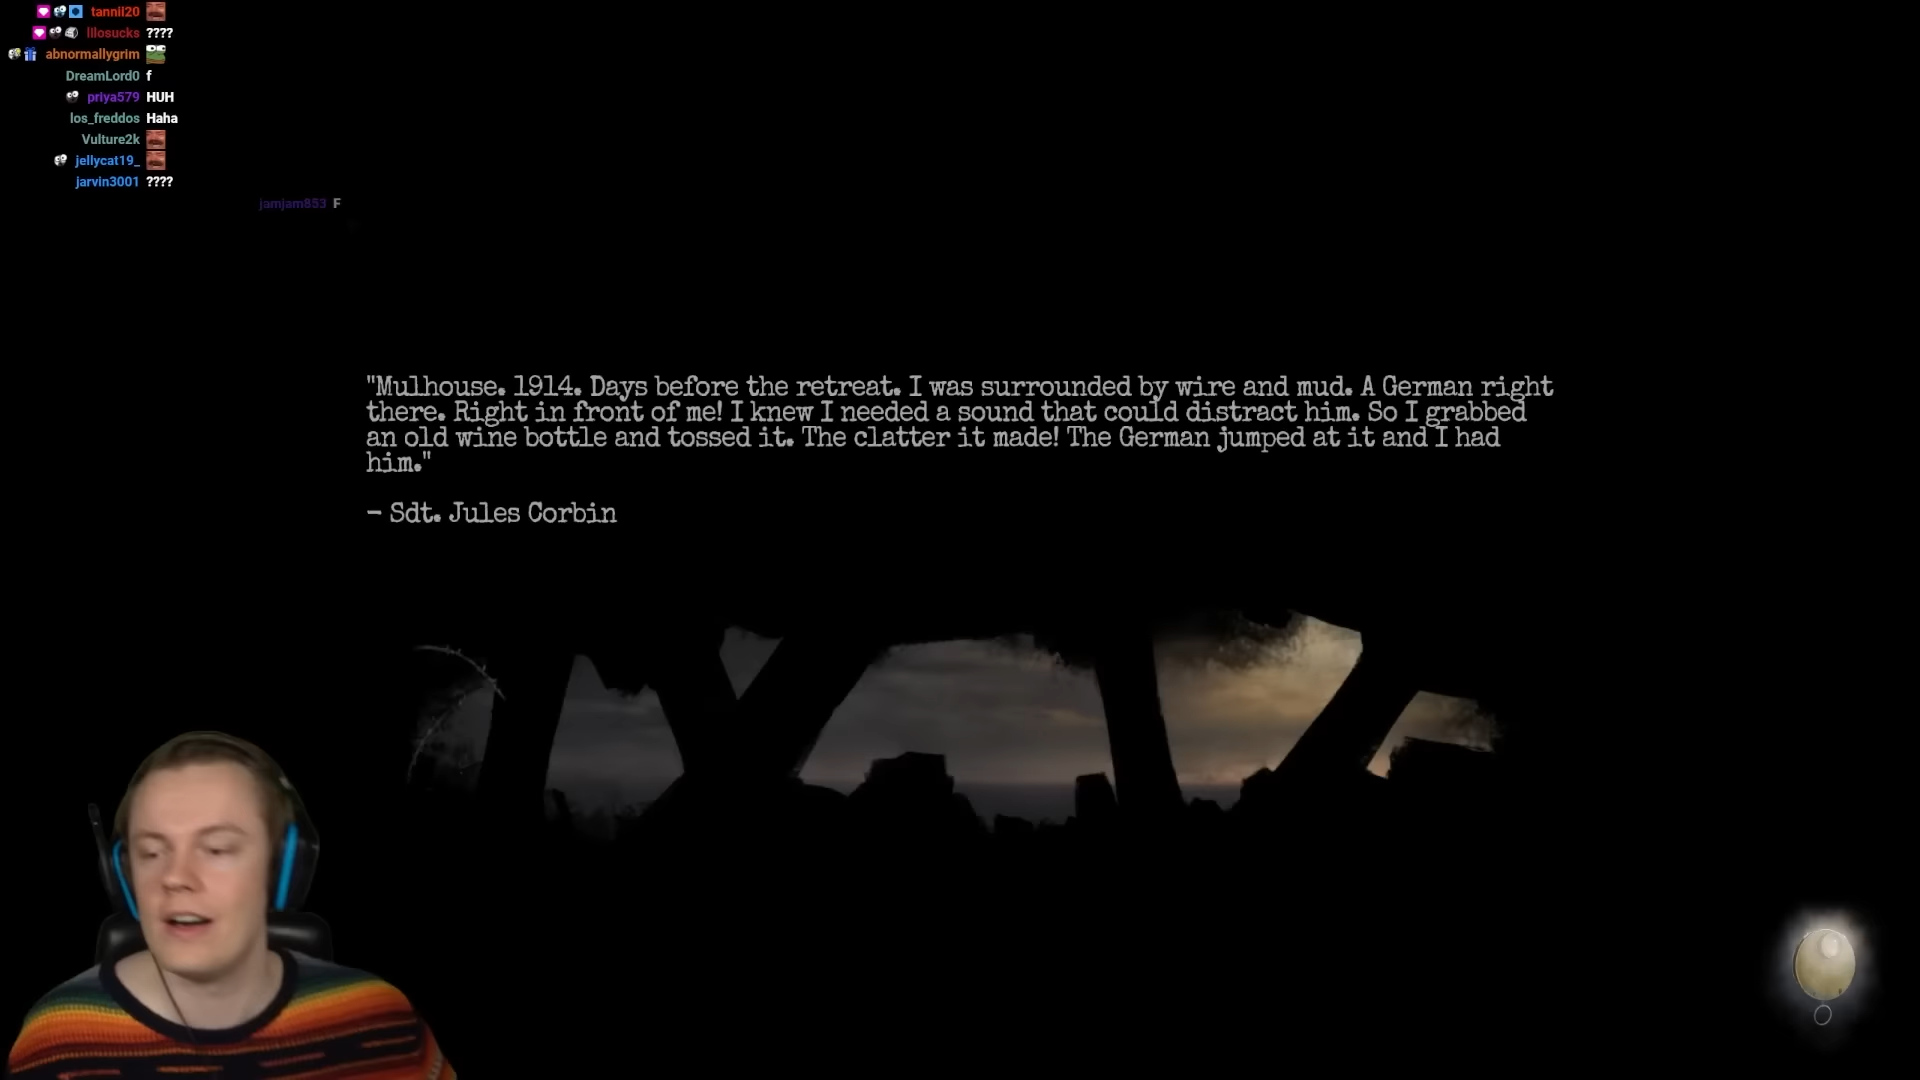 tannii20
lilosucks ????
abnormallygrim
DreamLord0 f
priya579 HUH
los_freddos Haha
Vulture2k
jellycat19_
jarvin3001 ????
jamjam853 F
"Mulhouse. 1914. Days before the retreat. I was surrounded by wire and mud. A German right
there. Right in front of me! I knew I needed a sound that could distract him. So I grabbed
an old wine bottle and tossed it. The clatter it made! The German jumped at it and I had
him."
- Sdt. Jules Corbin